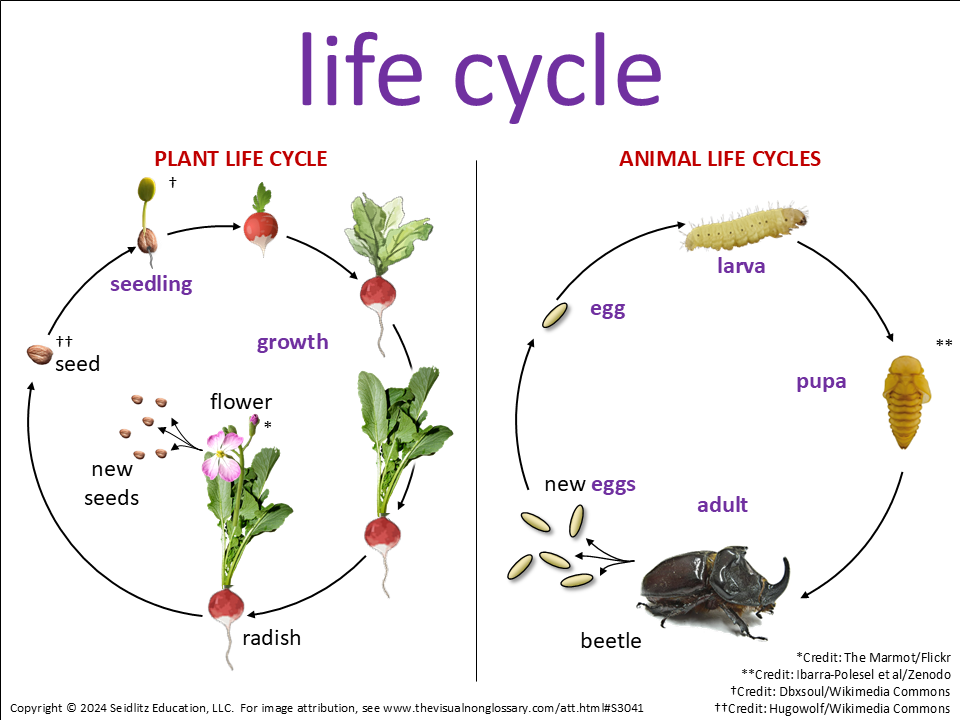 life cycle
PLANT LIFE CYCLE
†
seedling
growth
††
seed
flower
*
new
seeds
radish
ANIMAL LIFE CYCLES
larva
egg
**
pupa
new eggs
adult
beetle
*Credit: The Marmot/Flickr
**Credit: Ibarra-Polesel et al/Zenodo
†Credit: Dbxsoul/Wikimedia Commons
††Credit: Hugowolf/Wikimedia Commons
Copyright © 2024 Seidlitz Education, LLC. For image attribution, see www.thevisualnonglossary.com/att.html#S3041